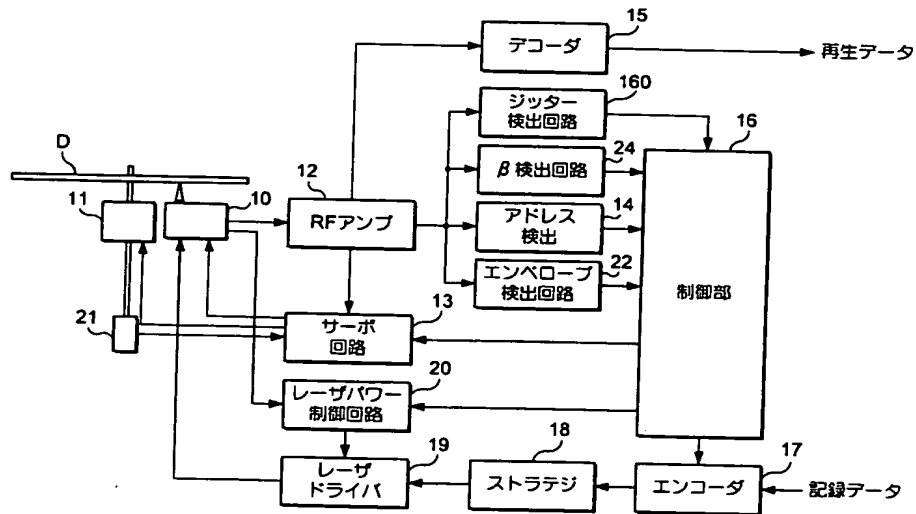 15
デコーダ
再生データ
160
ジッター
検出回路
16
D
24
β 検出回路
11
10
12
RFアンプ
14
アドレス
検出
22
エンベロープ
検出回路
制御部
13
サーボ
回路
21
20
レーザパワー
制御回路
19
レーザ
ドライバ
18
ストラテジ
17
エンコーダ
記録データ